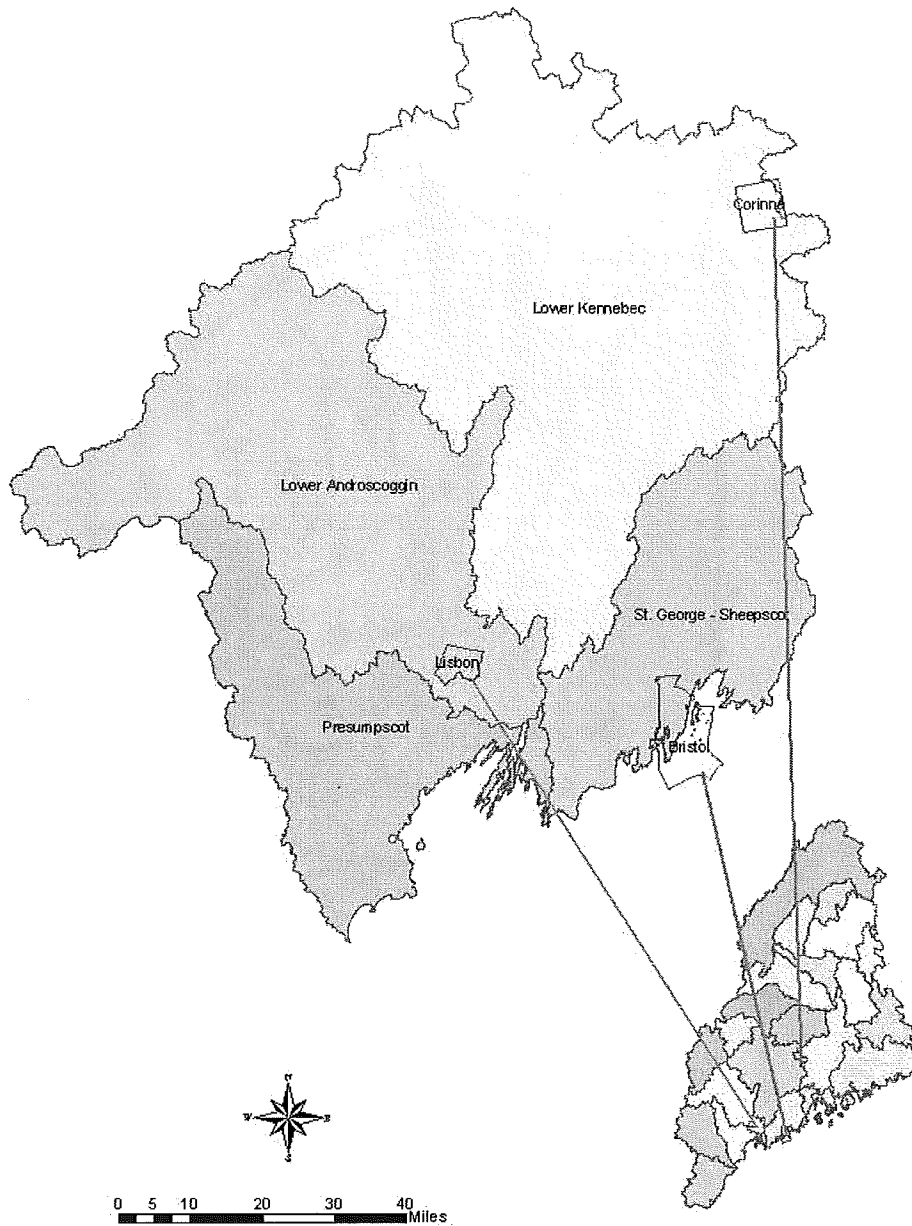 Corinna
Lower Kennebec
Lower Androscoggin
St. George - Sheepscot
Lisbon
Presumpscot
Bristol
N
W E
S
0 5 10 20 30 40
Miles